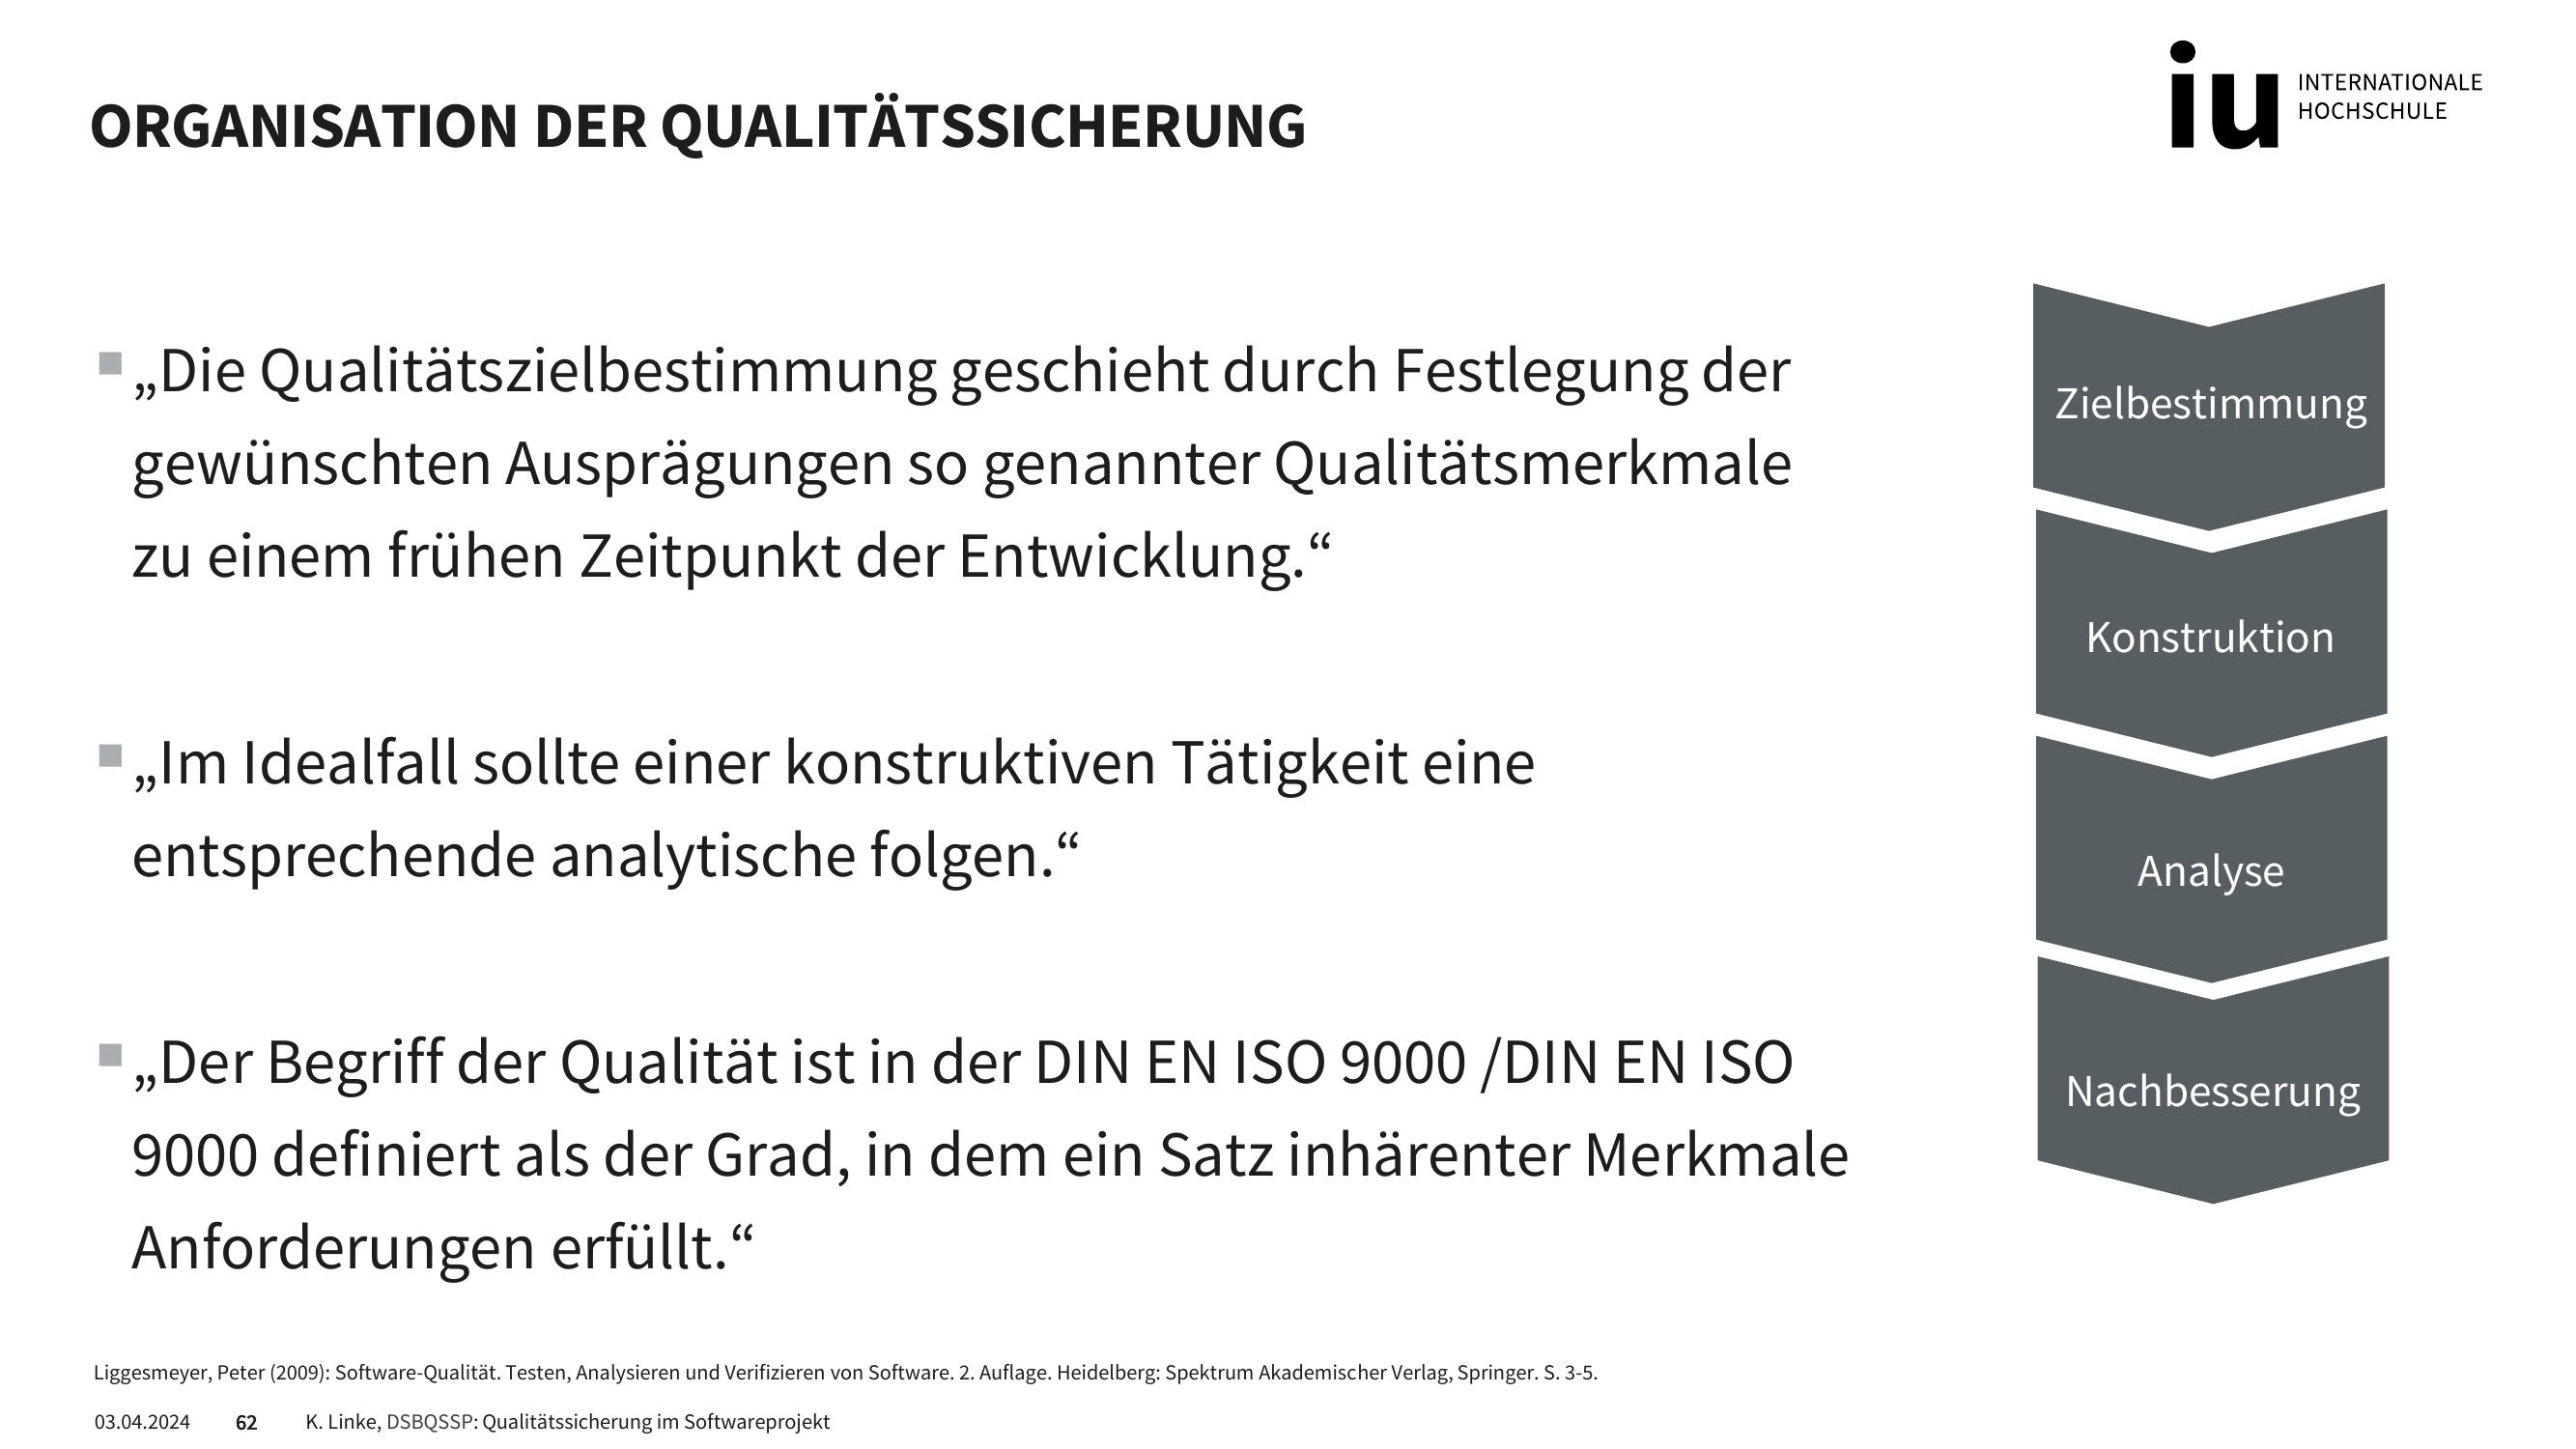 ORGANISATION DER QUALITÄTSSICHERUNG
iu INTERNATIONALE
HOCHSCHULE
„Die Qualitätszielbestimmung geschieht durch Festlegung der
gewünschten Ausprägungen so genannter Qualitätsmerkmale
zu einem frühen Zeitpunkt der Entwicklung.“
„Im Idealfall sollte einer konstruktiven Tätigkeit eine
entsprechende analytische folgen.“
„Der Begriff der Qualität ist in der DIN EN ISO 9000 /DIN EN ISO
9000 definiert als der Grad, in dem ein Satz inhärenter Merkmale
Anforderungen erfüllt.“
Zielbestimmung
Konstruktion
Analyse
Nachbesserung
Liggesmeyer, Peter (2009): Software-Qualität. Testen, Analysieren und Verifizieren von Software. 2. Auflage. Heidelberg: Spektrum Akademischer Verlag, Springer. S. 3-5.
03.04.2024 62 K. Linke, DSBQSSP: Qualitätssicherung im Softwareprojekt